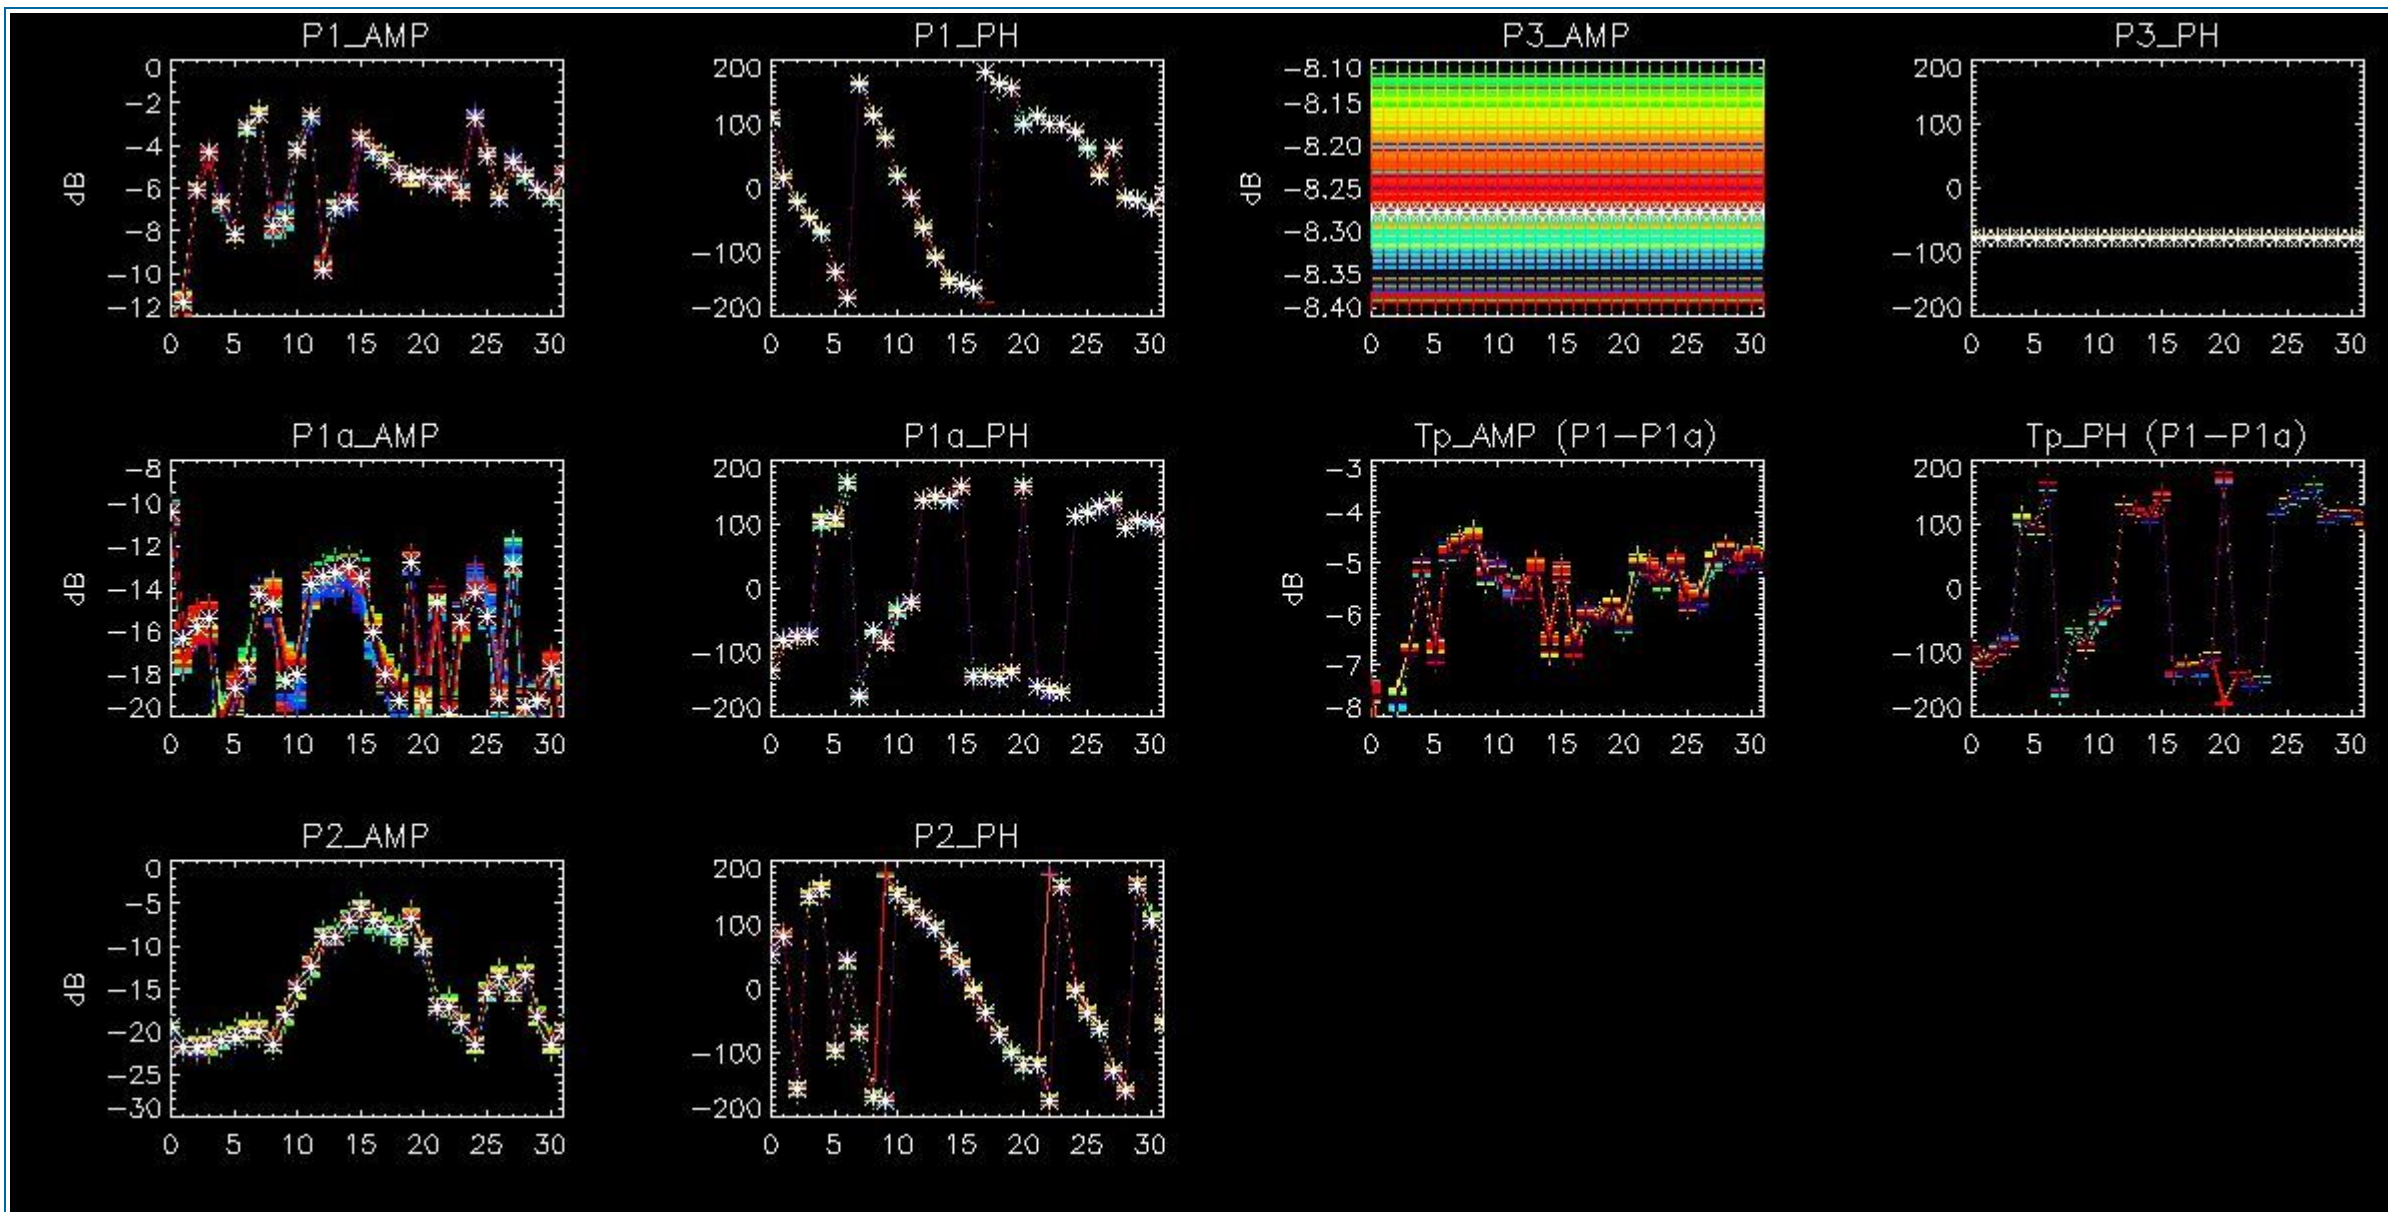 P1_AMP P1_PH P3_AMP P3_PH
0 200 -8.10 200
-2 100 -8.15 100
-4 0 -8.20 0
-6 -100 -8.25 -100
-8 -200 -8.30 -200
-10 -8.35
-12 -8.40
dB dB
0 5 10 15 20 25 30 0 5 10 15 20 25 30 0 5 10 15 20 25 30 0 5 10 15 20 25 30
P1a_AMP P1a_PH Tp_AMP (P1-P1a) Tp_PH (P1-P1a)
-8 200 -3 200
-10 100 -4 100
-12 0 -5 0
-14 -100 -6 -100
-16 -200 -7 -200
-18 -8
-20
dB dB
0 5 10 15 20 25 30 0 5 10 15 20 25 30 0 5 10 15 20 25 30 0 5 10 15 20 25 30
P2_AMP P2_PH
0 200
-5 100
-10 0
-15 -100
-20 -200
-25
-30
dB
0 5 10 15 20 25 30 0 5 10 15 20 25 30